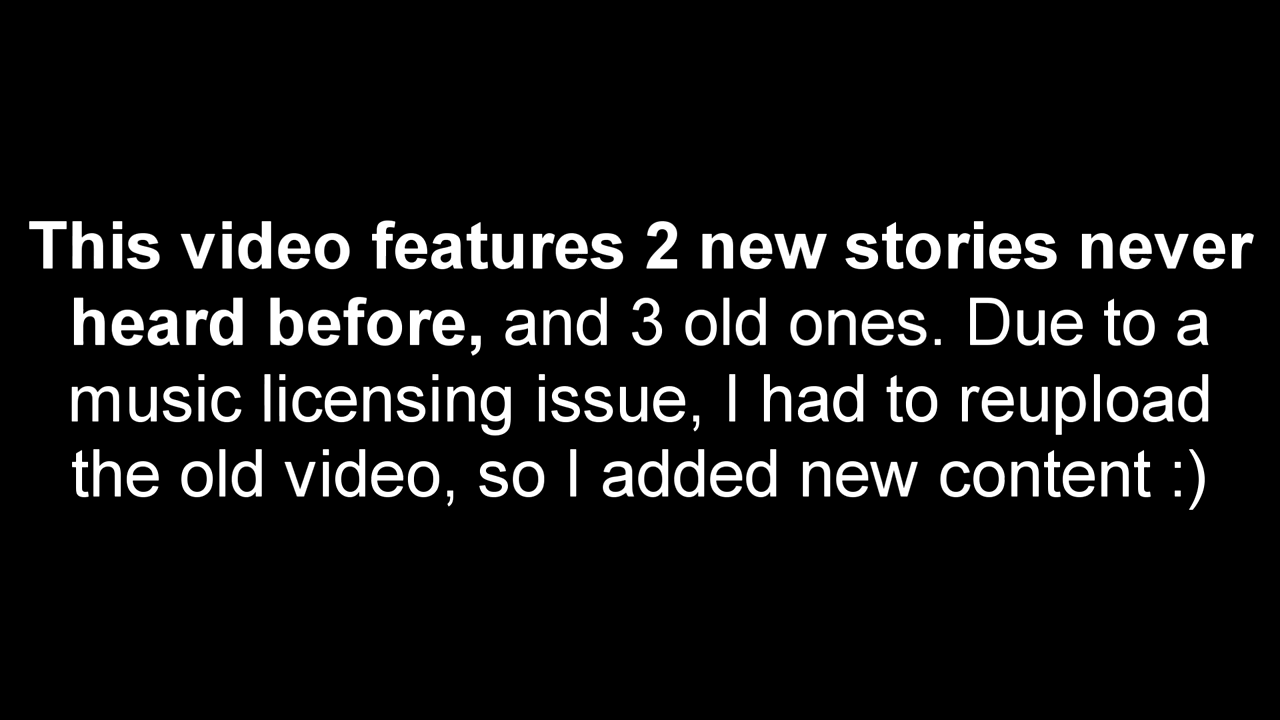 This video features 2 new stories never
heard before, and 3 old ones. Due to a
music licensing issue, I had to reupload
the old video, so I added new content :)